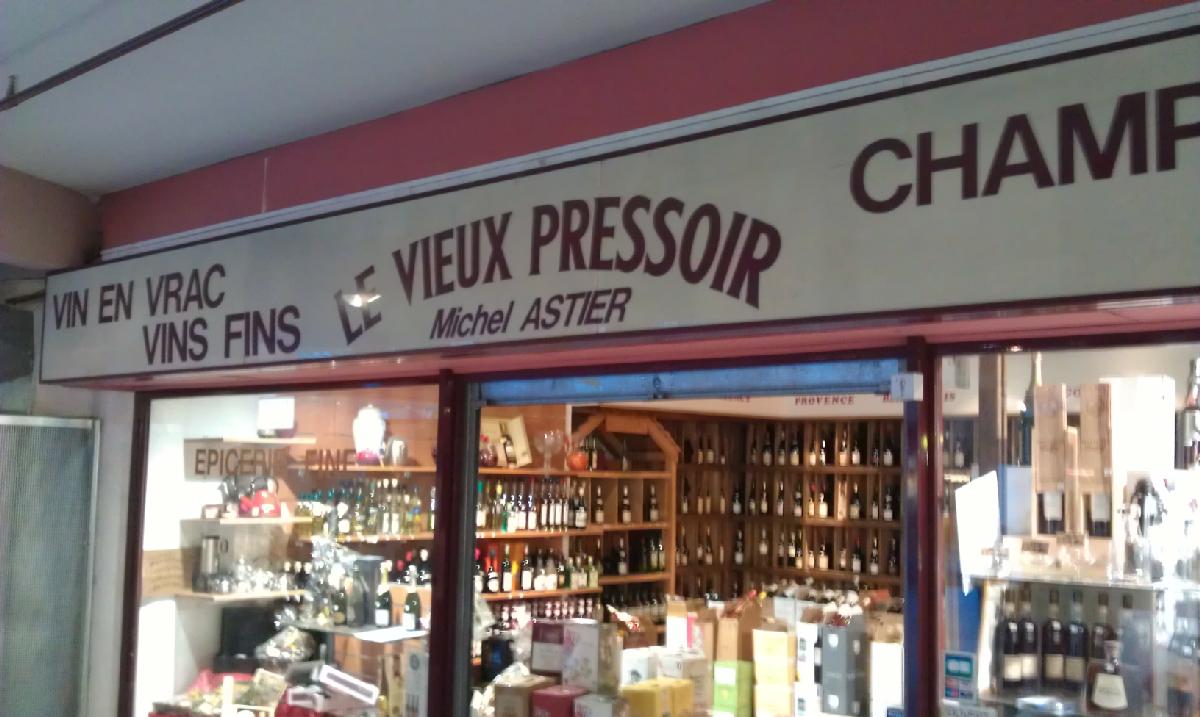 VIN EN VRAC
VINS FINS
LE VIEUX PRESSOIR
Michel ASTIER
CHAMP
EPICERIE FINE
PROVENCE